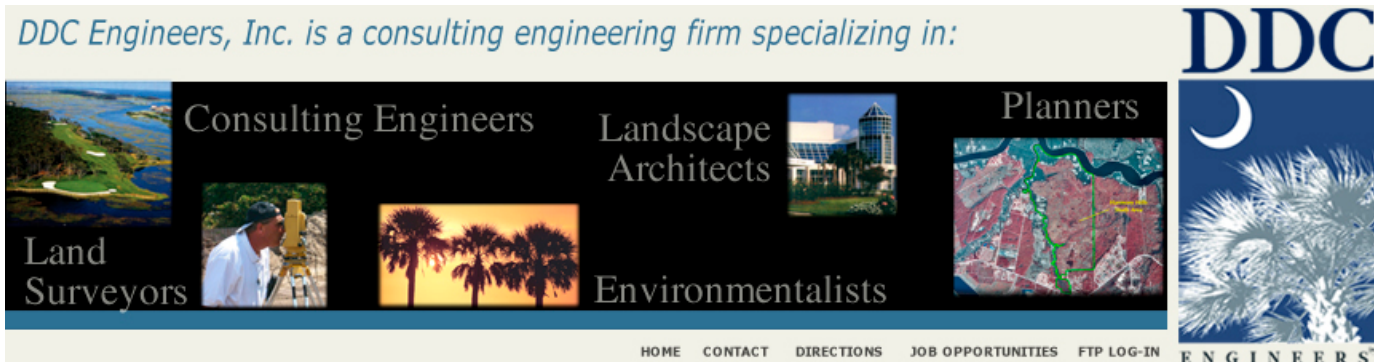 DDC Engineers, Inc. is a consulting engineering firm specializing in:
DDC
Consulting Engineers
Landscape
Architects
Planners
Land
Surveyors
Environmentalists
HOME CONTACT DIRECTIONS JOB OPPORTUNITIES FTP LOG-IN
ENGINEERS